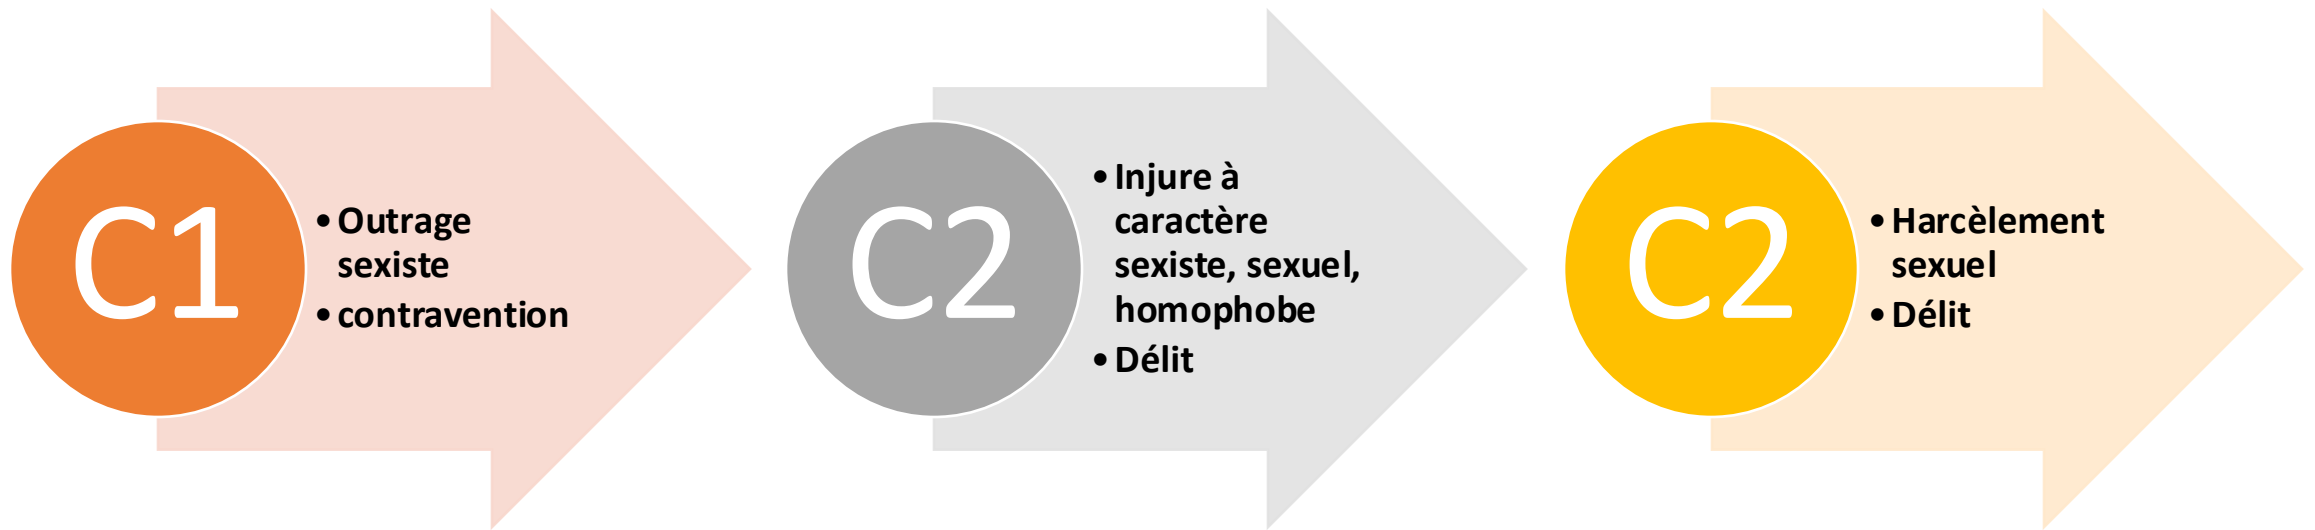 C1
• Outrage
sexiste
• contravention
C2
• Injure à
caractère
sexiste, sexuel,
homophobe
• Délit
C2
• Harcèlement
sexuel
• Délit